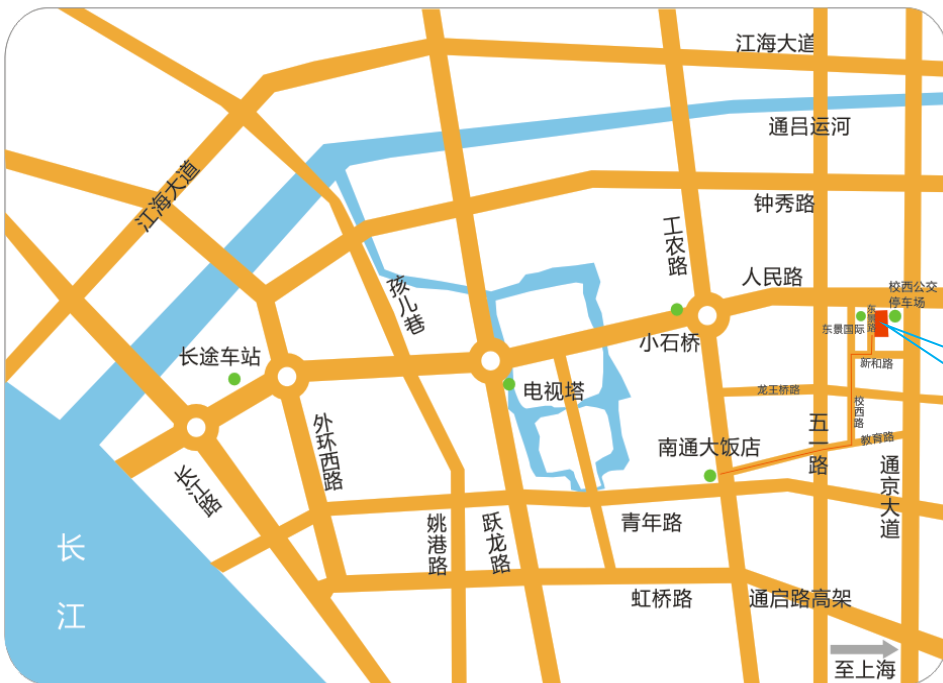 江海大道
通吕运河
江海大道
钟秀路
工农路
人民路
孩儿巷
校西公交
停车场
东景路
东景国际
小石桥
长途车站
新和路
电视塔
龙王桥路
校西路
外环西路
五一路
教育路
南通大饭店
长江路
通京大道
姚港路
跃龙路
青年路
长江
虹桥路
通启路高架
至上海